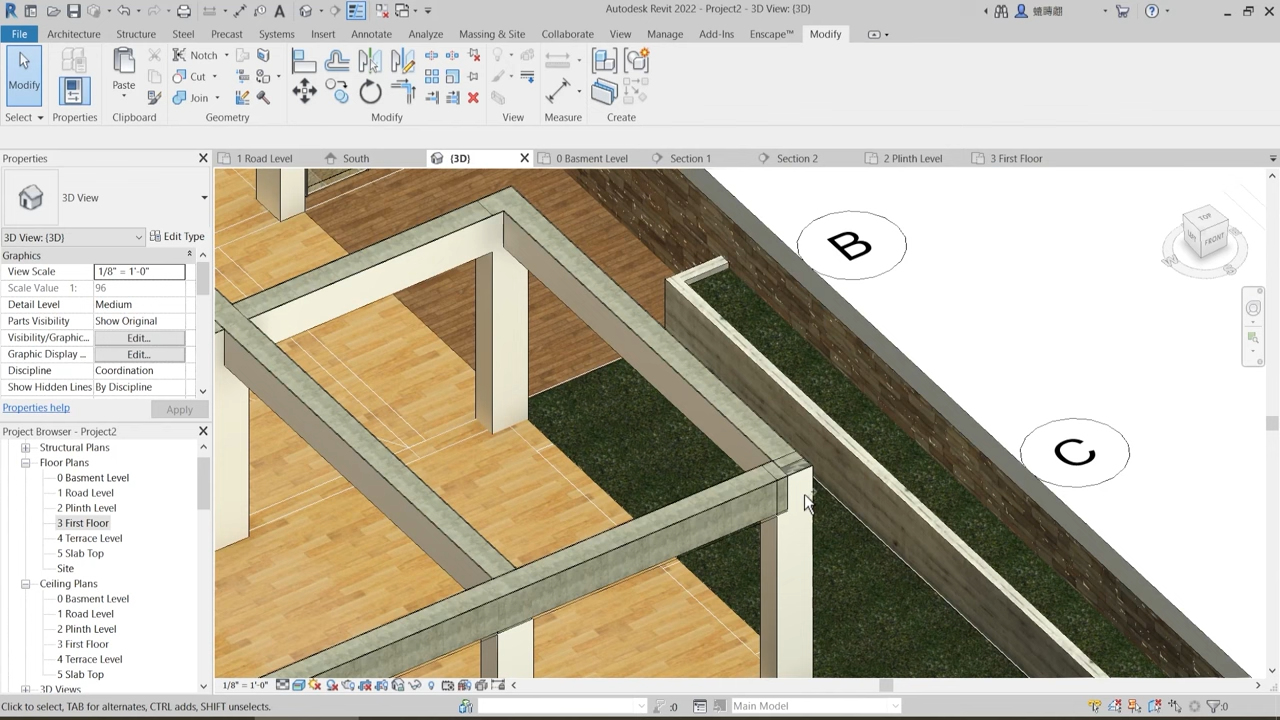 Autodesk Revit 2022 - Project2 - 3D View: {3D}
File Architecture Structure Steel Precast Systems Insert Annotate Analyze Massing & Site Collaborate View Manage Add-Ins Enscape™ Modify
Modify Paste Notch
Cut
Join
Select Properties Clipboard Geometry Modify View Measure Create
Properties
1 Road Level South {3D} 0 Basment Level Section 1 Section 2 2 Plinth Level 3 First Floor
3D View
3D View: {3D} Edit Type
Graphics
View Scale 1/8" = 1'-0"
Scale Value 1: 96
Detail Level Medium
Parts Visibility Show Original
Visibility/Graphic... Edit...
Graphic Display ... Edit...
Discipline Coordination
Show Hidden Lines By Discipline
Properties help Apply
Project Browser - Project2
Structural Plans
Floor Plans
0 Basment Level
1 Road Level
2 Plinth Level
3 First Floor
4 Terrace Level
5 Slab Top
Site
Ceiling Plans
0 Basment Level
1 Road Level
2 Plinth Level
3 First Floor
4 Terrace Level
5 Slab Top
3D Views
B
C
TOP
FRONT
1/8" = 1'-0"
Click to select, TAB for alternates, CTRL adds, SHIFT unselects.
:0
Main Model
:0